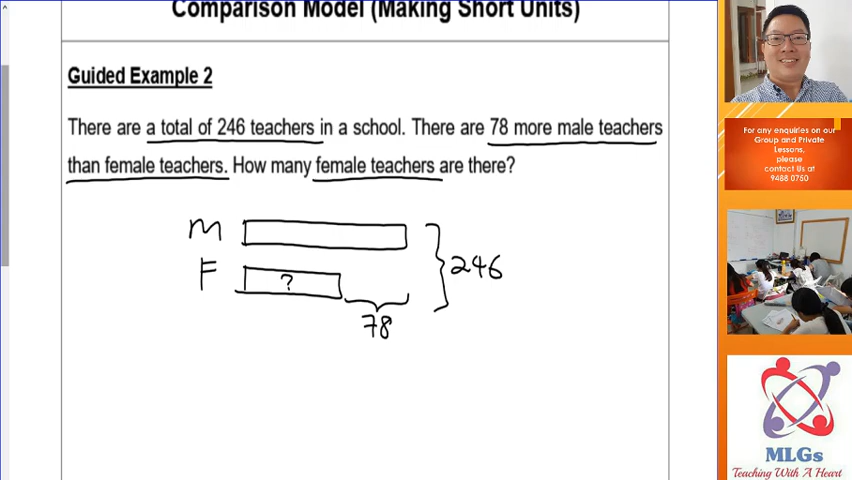 Comparison Model (Making Short Units)
Guided Example 2
There are a total of 246 teachers in a school. There are 78 more male teachers
than female teachers. How many female teachers are there?
M
F ?
246
78
For any enquiries on our
Group and Private
Lessons,
please
contact Us at
9488 0750
MLGs
Teaching With A Heart